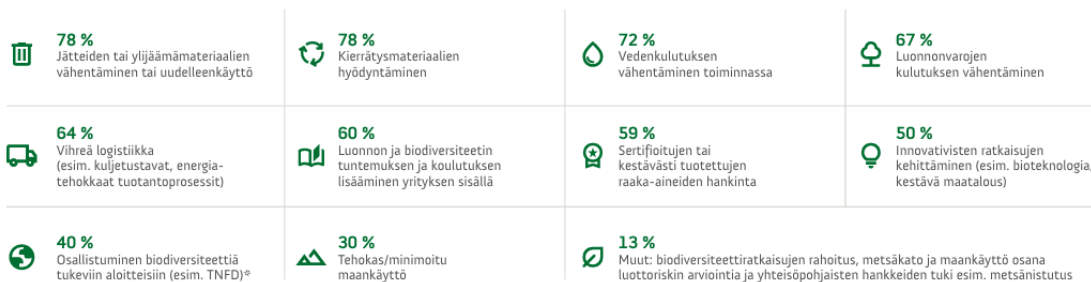 78 %
Jätteiden tai ylijäämämateriaalien
vähentäminen tai uudelleenkäyttö
78 %
Kierrätysmateriaalien
hyödyntäminen
72 %
Vedenkulutuksen
vähentäminen toiminnassa
67 %
Luonnonvarojen
kulutuksen vähentäminen
64 %
Vihreä logistiikka
(esim. kuljetustavat, energia-
tehokkaat tuotantoprosessit)
60 %
Luonnon ja biodiversiteetin
tuntemuksen ja koulutuksen
lisääminen yrityksen sisällä
59 %
Sertifioitujen tai
kestävästi tuotettujen
raaka-aineiden hankinta
50 %
Innovativisten ratkaisujen
kehittäminen (esim. bioteknologia,
kestävä maatalous)
40 %
Osallistuminen biodiversiteettiä
tukeviin aloitteisiin (esim. TNFD)*
30 %
Tehokas/minimoitu
maankäyttö
13 %
Muut: biodiversiteettiratkaisujen rahoitus, metsäkato ja maankäyttö osana
luottoriskin arviointia ja yhteisöpohjaisten hankkeiden tuki esim. metsänistutus